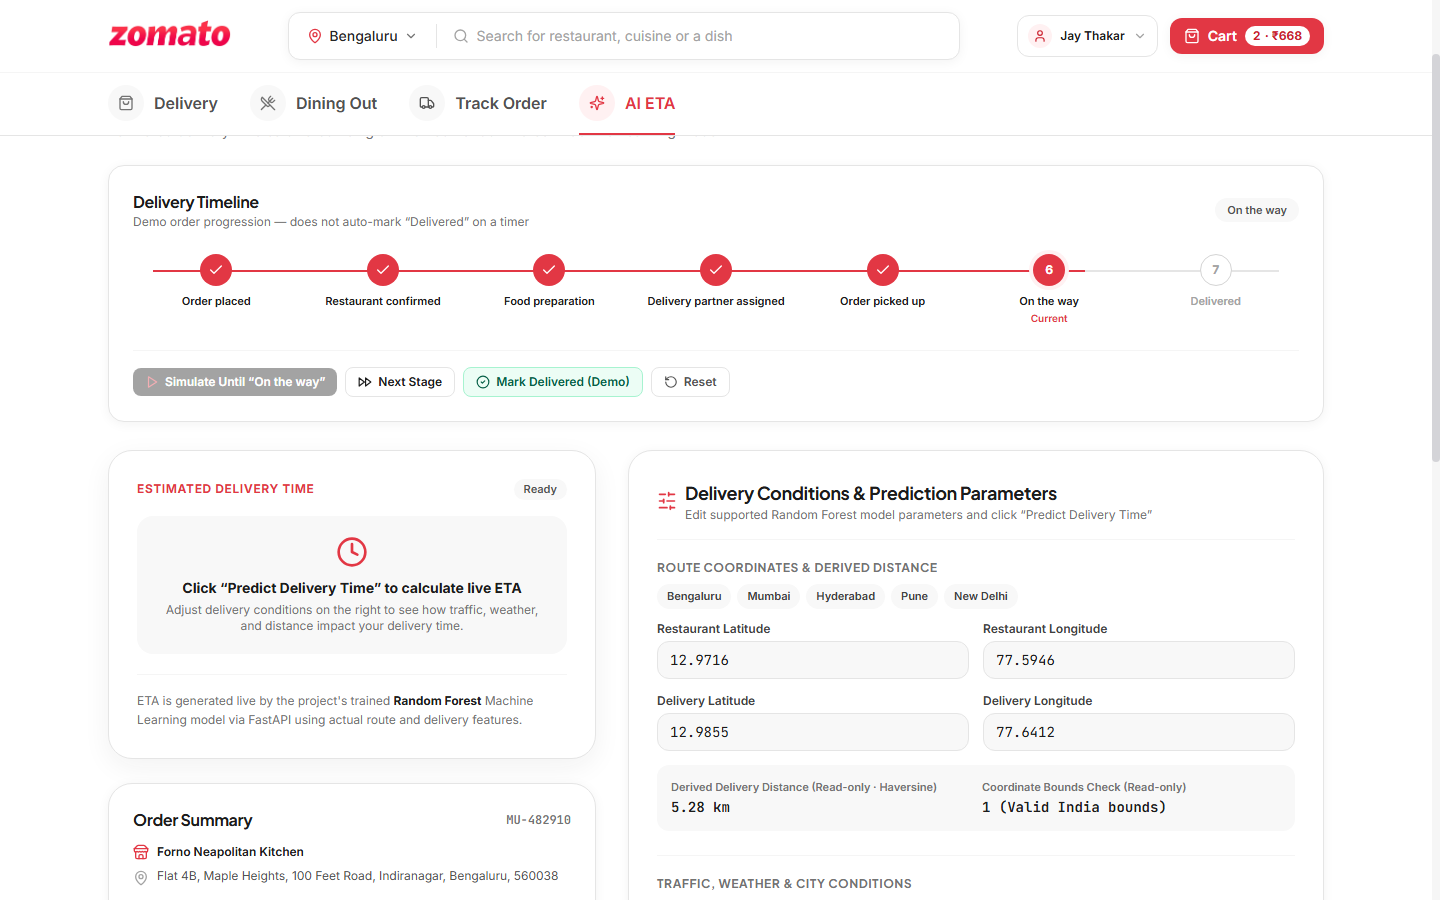 zomato
Bengaluru
Search for restaurant, cuisine or a dish
Jay Thakar
Cart 2 · ₹668
Delivery
Dining Out
Track Order
AI ETA
Delivery Timeline
Demo order progression — does not auto-mark “Delivered” on a timer
On the way
6
7
Order placed
Restaurant confirmed
Food preparation
Delivery partner assigned
Order picked up
On the way
Delivered
Current
Simulate Until “On the way”
Next Stage
Mark Delivered (Demo)
Reset
ESTIMATED DELIVERY TIME
Ready
Click “Predict Delivery Time” to calculate live ETA
Adjust delivery conditions on the right to see how traffic, weather,
and distance impact your delivery time.
ETA is generated live by the project's trained Random Forest Machine
Learning model via FastAPI using actual route and delivery features.
Order Summary
MU-482910
Forno Neapolitan Kitchen
Flat 4B, Maple Heights, 100 Feet Road, Indiranagar, Bengaluru, 560038
Delivery Conditions & Prediction Parameters
Edit supported Random Forest model parameters and click “Predict Delivery Time”
ROUTE COORDINATES & DERIVED DISTANCE
Bengaluru
Mumbai
Hyderabad
Pune
New Delhi
Restaurant Latitude
Restaurant Longitude
12.9716
77.5946
Delivery Latitude
Delivery Longitude
12.9855
77.6412
Derived Delivery Distance (Read-only · Haversine)
Coordinate Bounds Check (Read-only)
5.28 km
1 (Valid India bounds)
TRAFFIC, WEATHER & CITY CONDITIONS